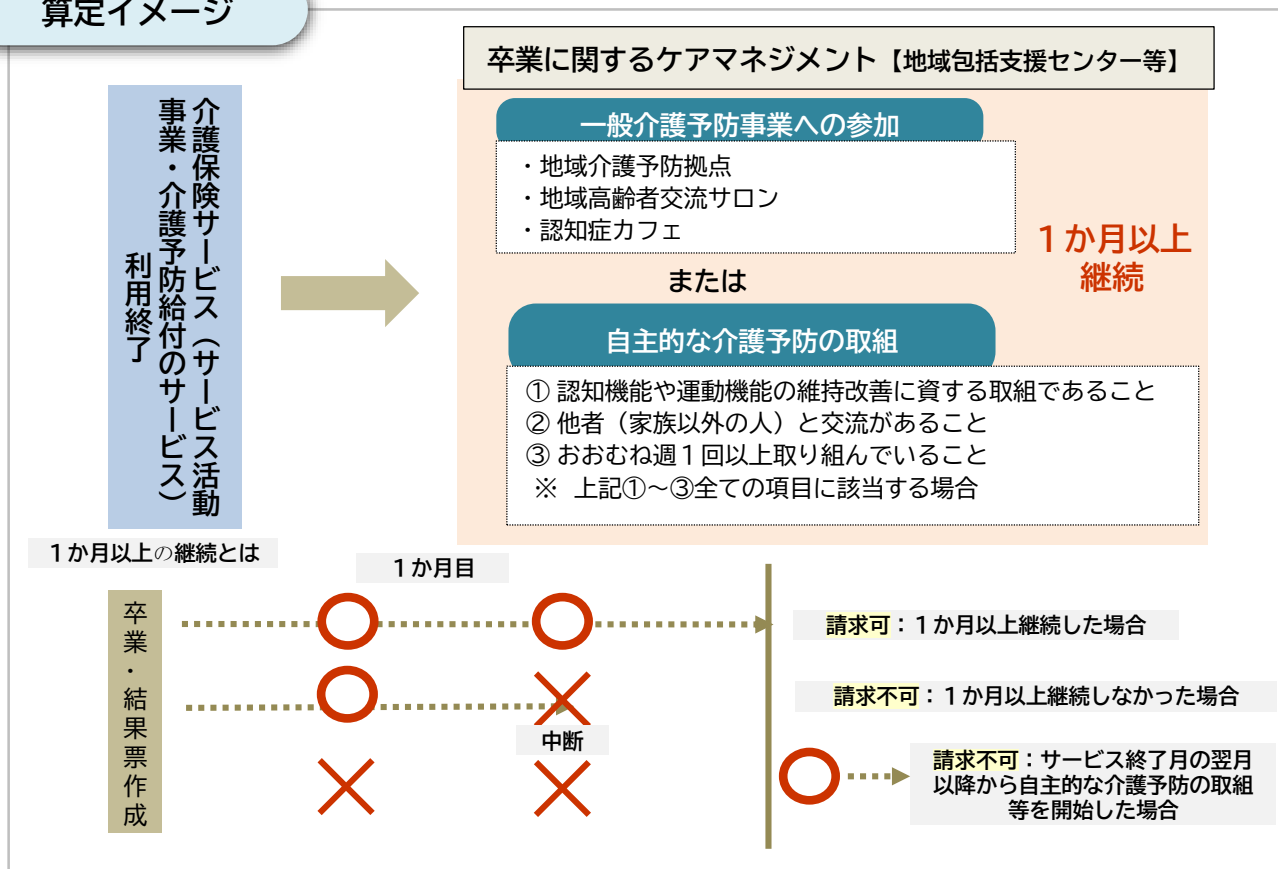 算定イメージ
卒業に関するケアマネジメント【地域包括支援センター等】
介護保険サービス（サービス活動
事業・介護予防給付のサービス）
利用終了
一般介護予防事業への参加
・地域介護予防拠点
・地域高齢者交流サロン
・認知症カフェ
または
１か月以上
継続
自主的な介護予防の取組
① 認知機能や運動機能の維持改善に資する取組であること
② 他者（家族以外の人）と交流があること
③ おおむね週１回以上取り組んでいること
※ 上記①～③全ての項目に該当する場合
１か月以上の継続とは
１か月目
卒業・結果票作成
請求可：１か月以上継続した場合
請求不可：１か月以上継続しなかった場合
中断
請求不可：サービス終了月の翌月
以降から自主的な介護予防の取組
等を開始した場合